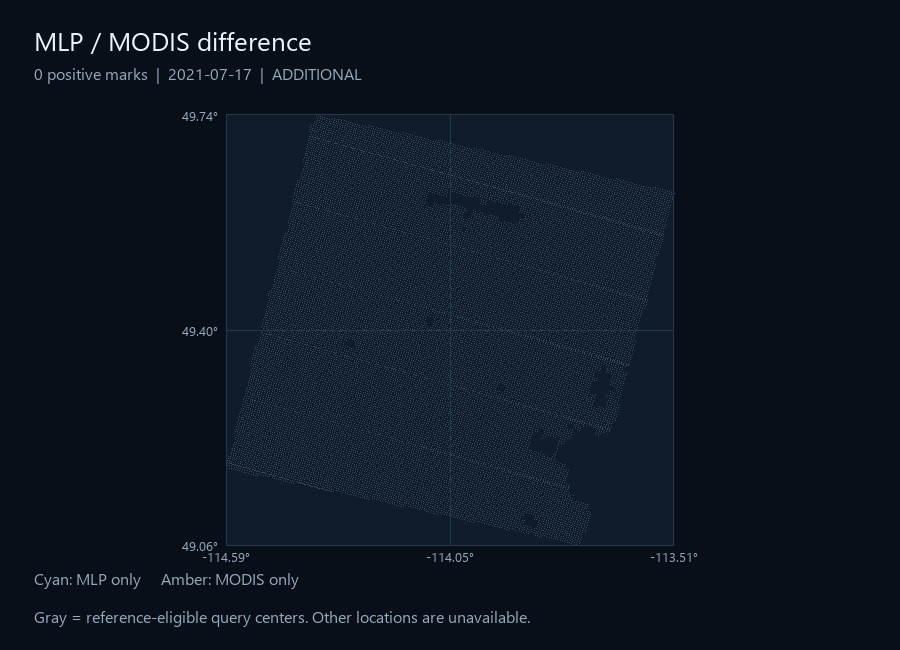 MLP / MODIS difference
0 positive marks | 2021-07-17 | ADDITIONAL
49.74°
49.40°
49.06°
-114.59° -114.05° -113.51°
Cyan: MLP only Amber: MODIS only
Gray = reference-eligible query centers. Other locations are unavailable.